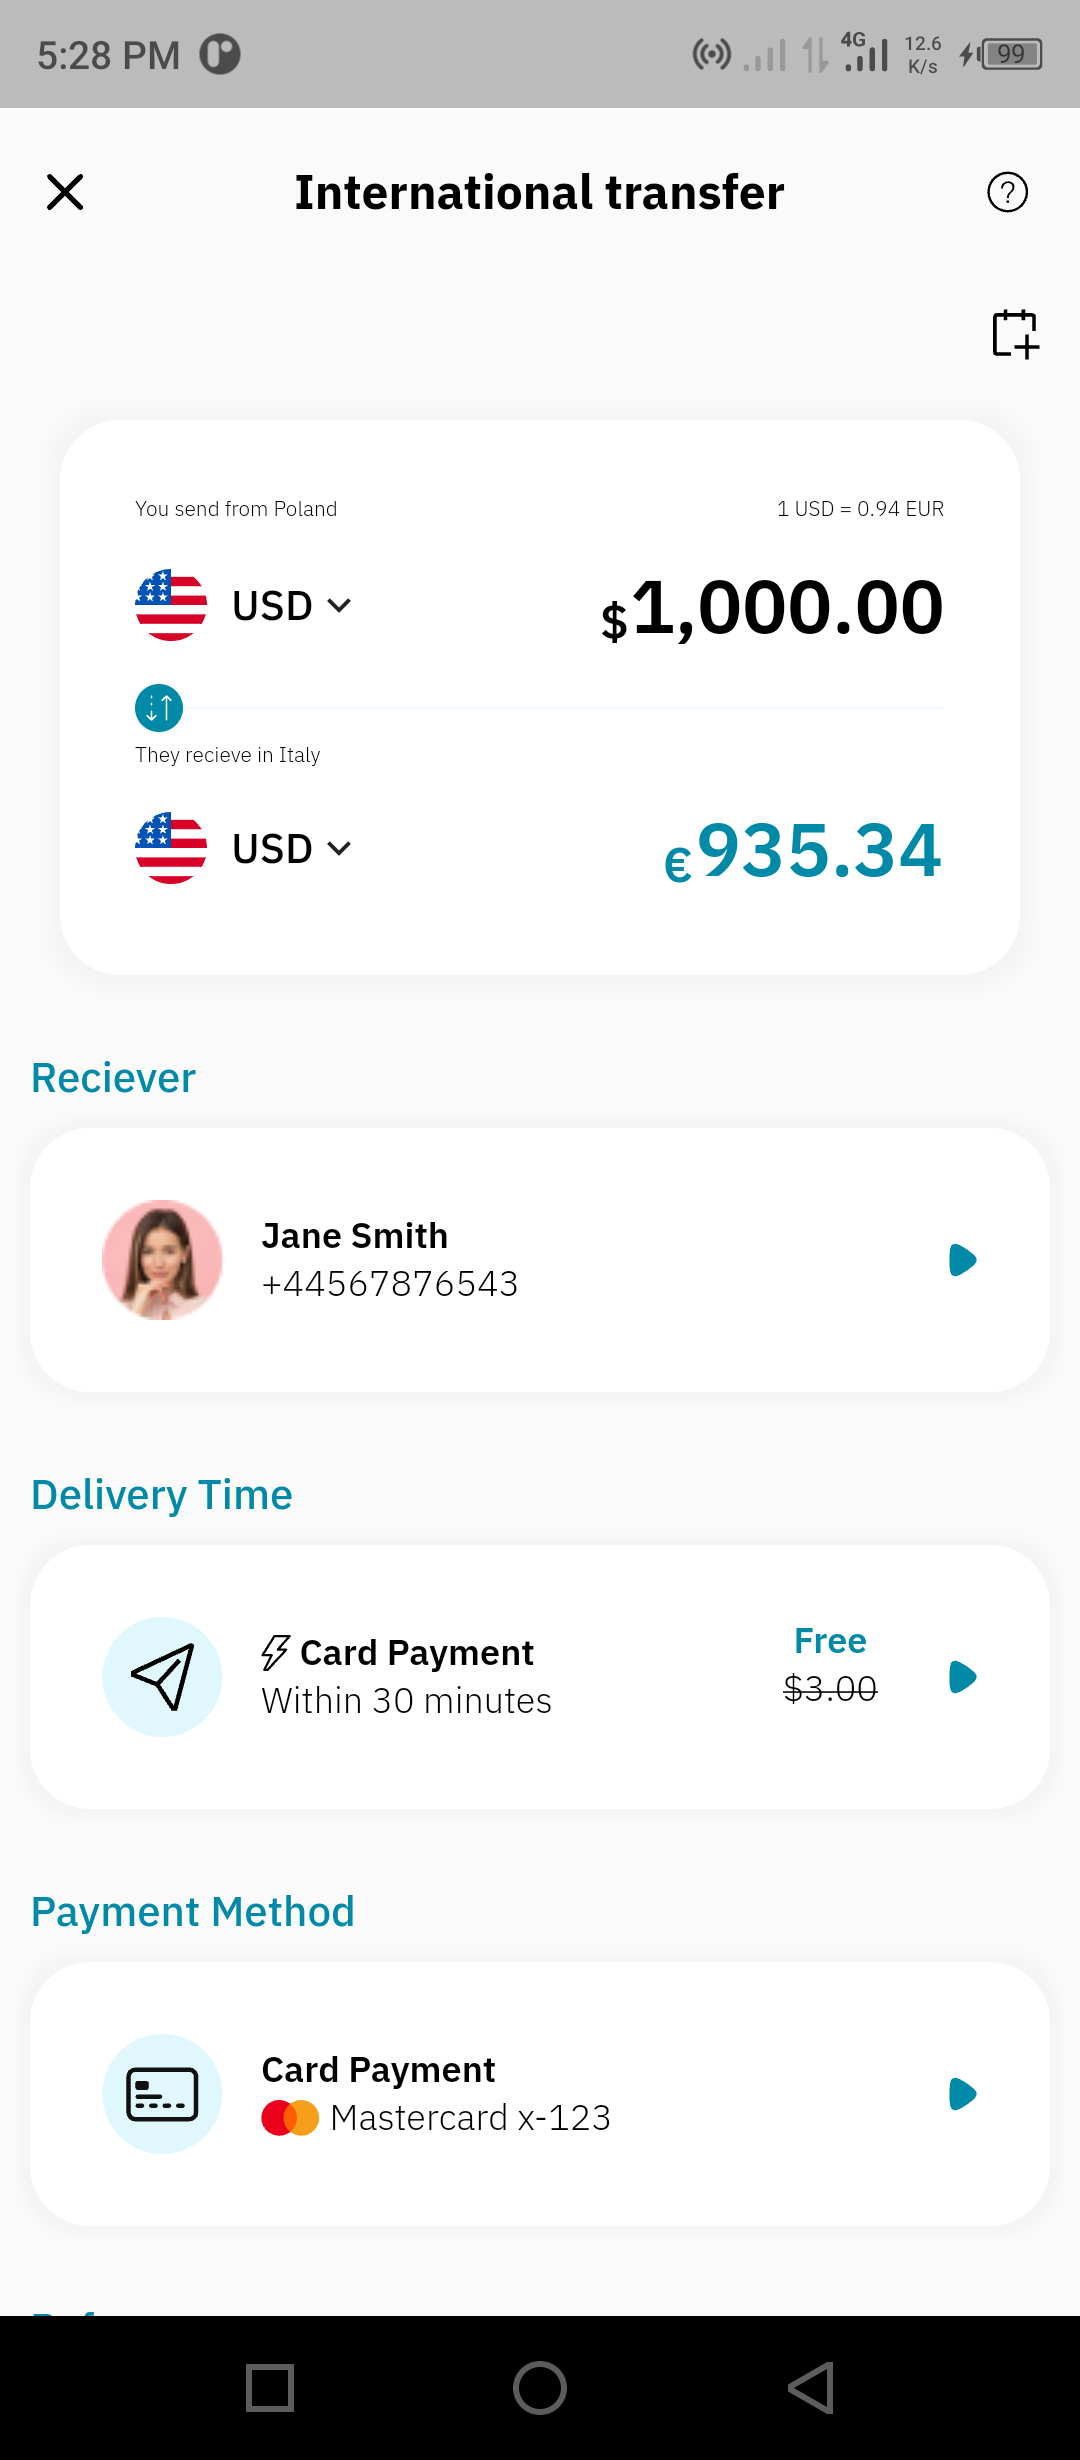 5:28 PM
4G
12.6 K/s
99
International transfer
You send from Poland
1 USD = 0.94 EUR
USD
$1,000.00
They recieve in Italy
USD
€935.34
Reciever
Jane Smith
+44567876543
Delivery Time
Card Payment
Free
Within 30 minutes
$3.00
Payment Method
Card Payment
Mastercard x-123